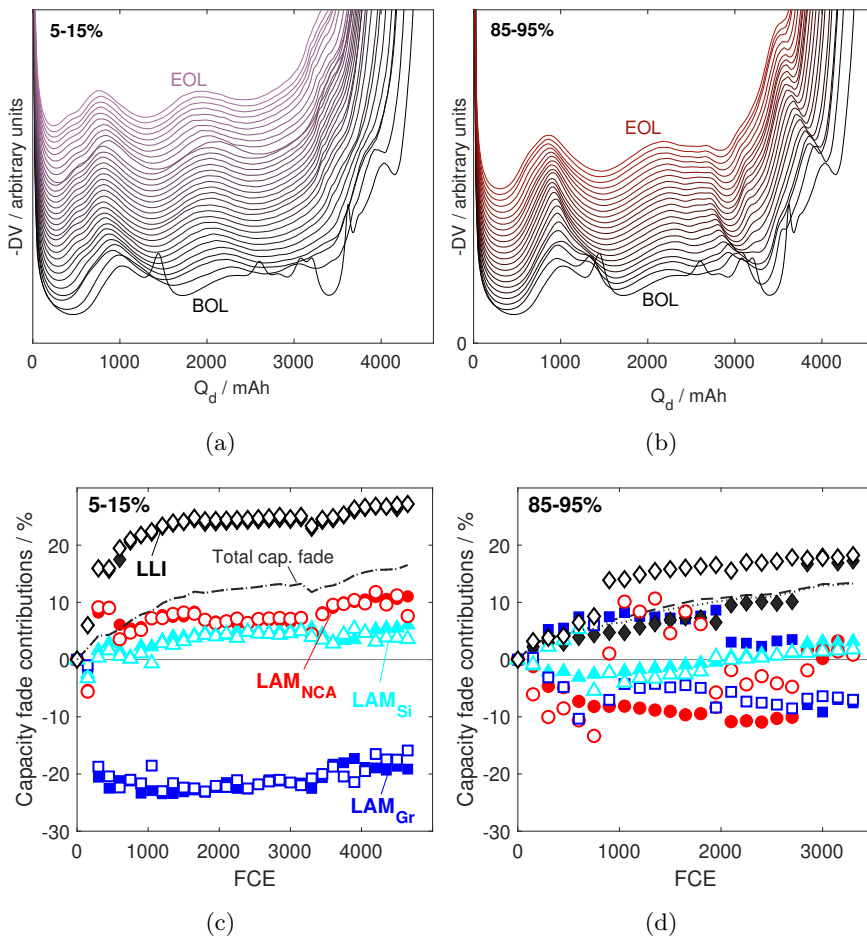 5-15%
EOL
BOL
-DV / arbitrary units
0 1000 2000 3000 4000
Q_d / mAh
(a)
85-95%
EOL
BOL
-DV / arbitrary units
0
0 1000 2000 3000 4000
Q_d / mAh
(b)
5-15%
LLI
Total cap. fade
LAM_NCA
LAM_Si
LAM_Gr
Capacity fade contributions / %
20
10
0
-10
-20
-30
0 1000 2000 3000 4000
FCE
(c)
85-95%
Capacity fade contributions / %
20
10
0
-10
-20
-30
0 1000 2000 3000
FCE
(d)